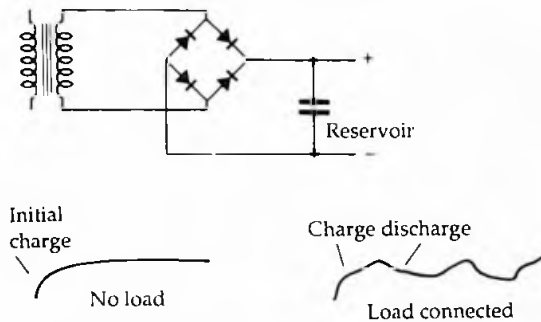 +
Reservoir
−
Initial
charge
No load
Charge discharge
Load connected